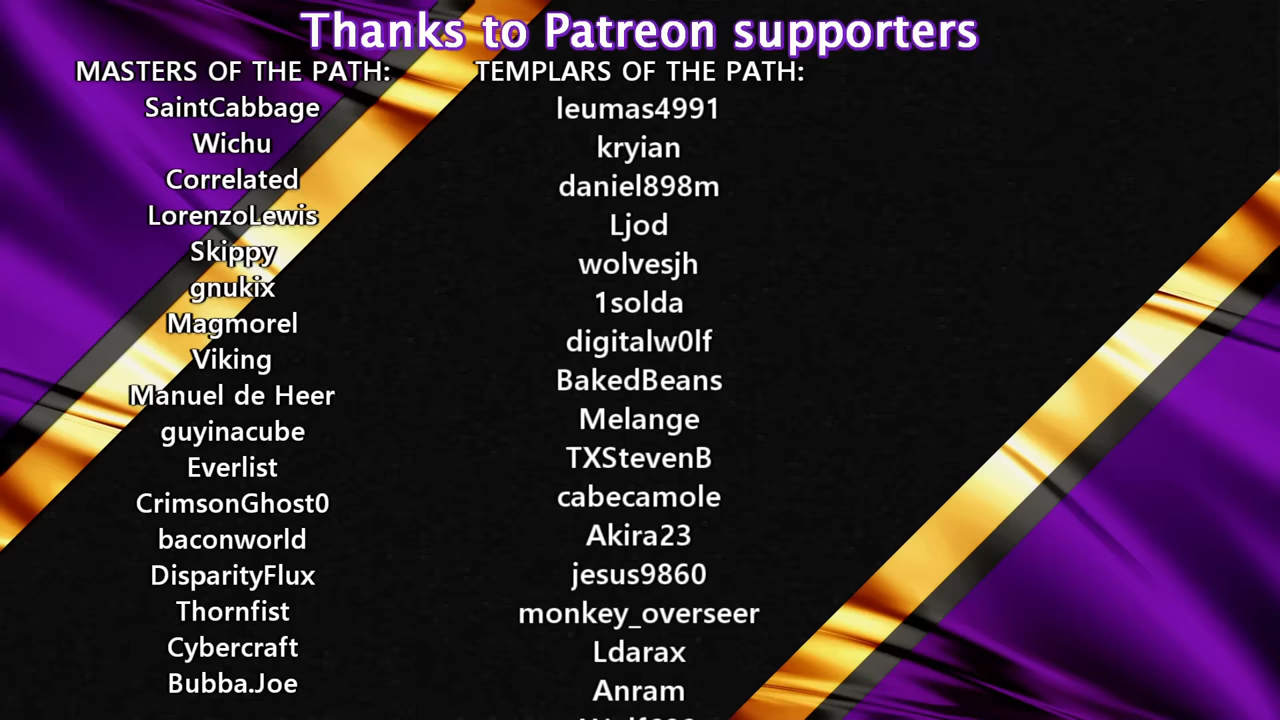 Thanks to Patreon supporters
MASTERS OF THE PATH:
SaintCabbage
Wichu
Correlated
LorenzoLewis
Skippy
gnukix
Magmorel
Viking
Manuel de Heer
guyinacube
Everlist
CrimsonGhost0
baconworld
DisparityFlux
Thornfist
Cybercraft
Bubba.Joe
TEMPLARS OF THE PATH:
leumas4991
kryian
daniel898m
Ljod
wolvesjh
1solda
digitalw0lf
BakedBeans
Melange
TXStevenB
cabecamole
Akira23
jesus9860
monkey_overseer
Ldarax
Anram